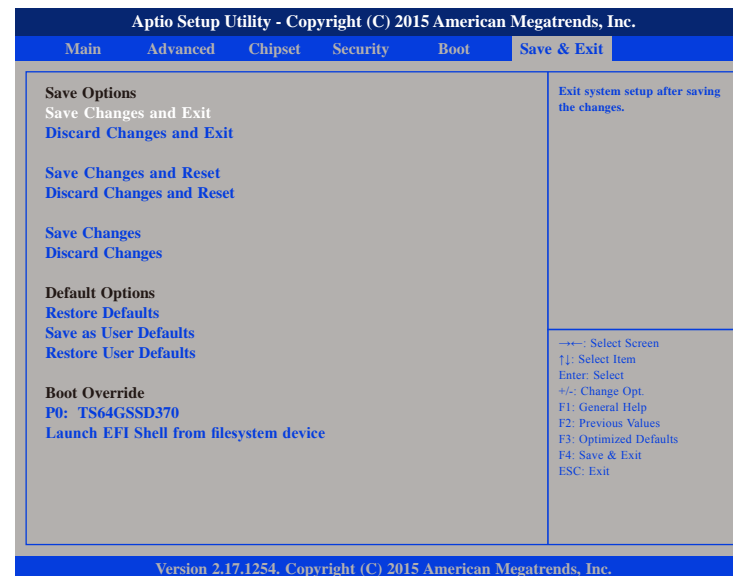 Aptio Setup Utility - Copyright (C) 2015 American Megatrends, Inc.
Main Advanced Chipset Security Boot Save & Exit
Save Options
Save Changes and Exit
Discard Changes and Exit
Save Changes and Reset
Discard Changes and Reset
Save Changes
Discard Changes
Default Options
Restore Defaults
Save as User Defaults
Restore User Defaults
Boot Override
P0: TS64GSSD370
Launch EFI Shell from filesystem device
Exit system setup after saving
the changes.
→←: Select Screen
↑↓: Select Item
Enter: Select
+/-: Change Opt.
F1: General Help
F2: Previous Values
F3: Optimized Defaults
F4: Save & Exit
ESC: Exit
Version 2.17.1254. Copyright (C) 2015 American Megatrends, Inc.